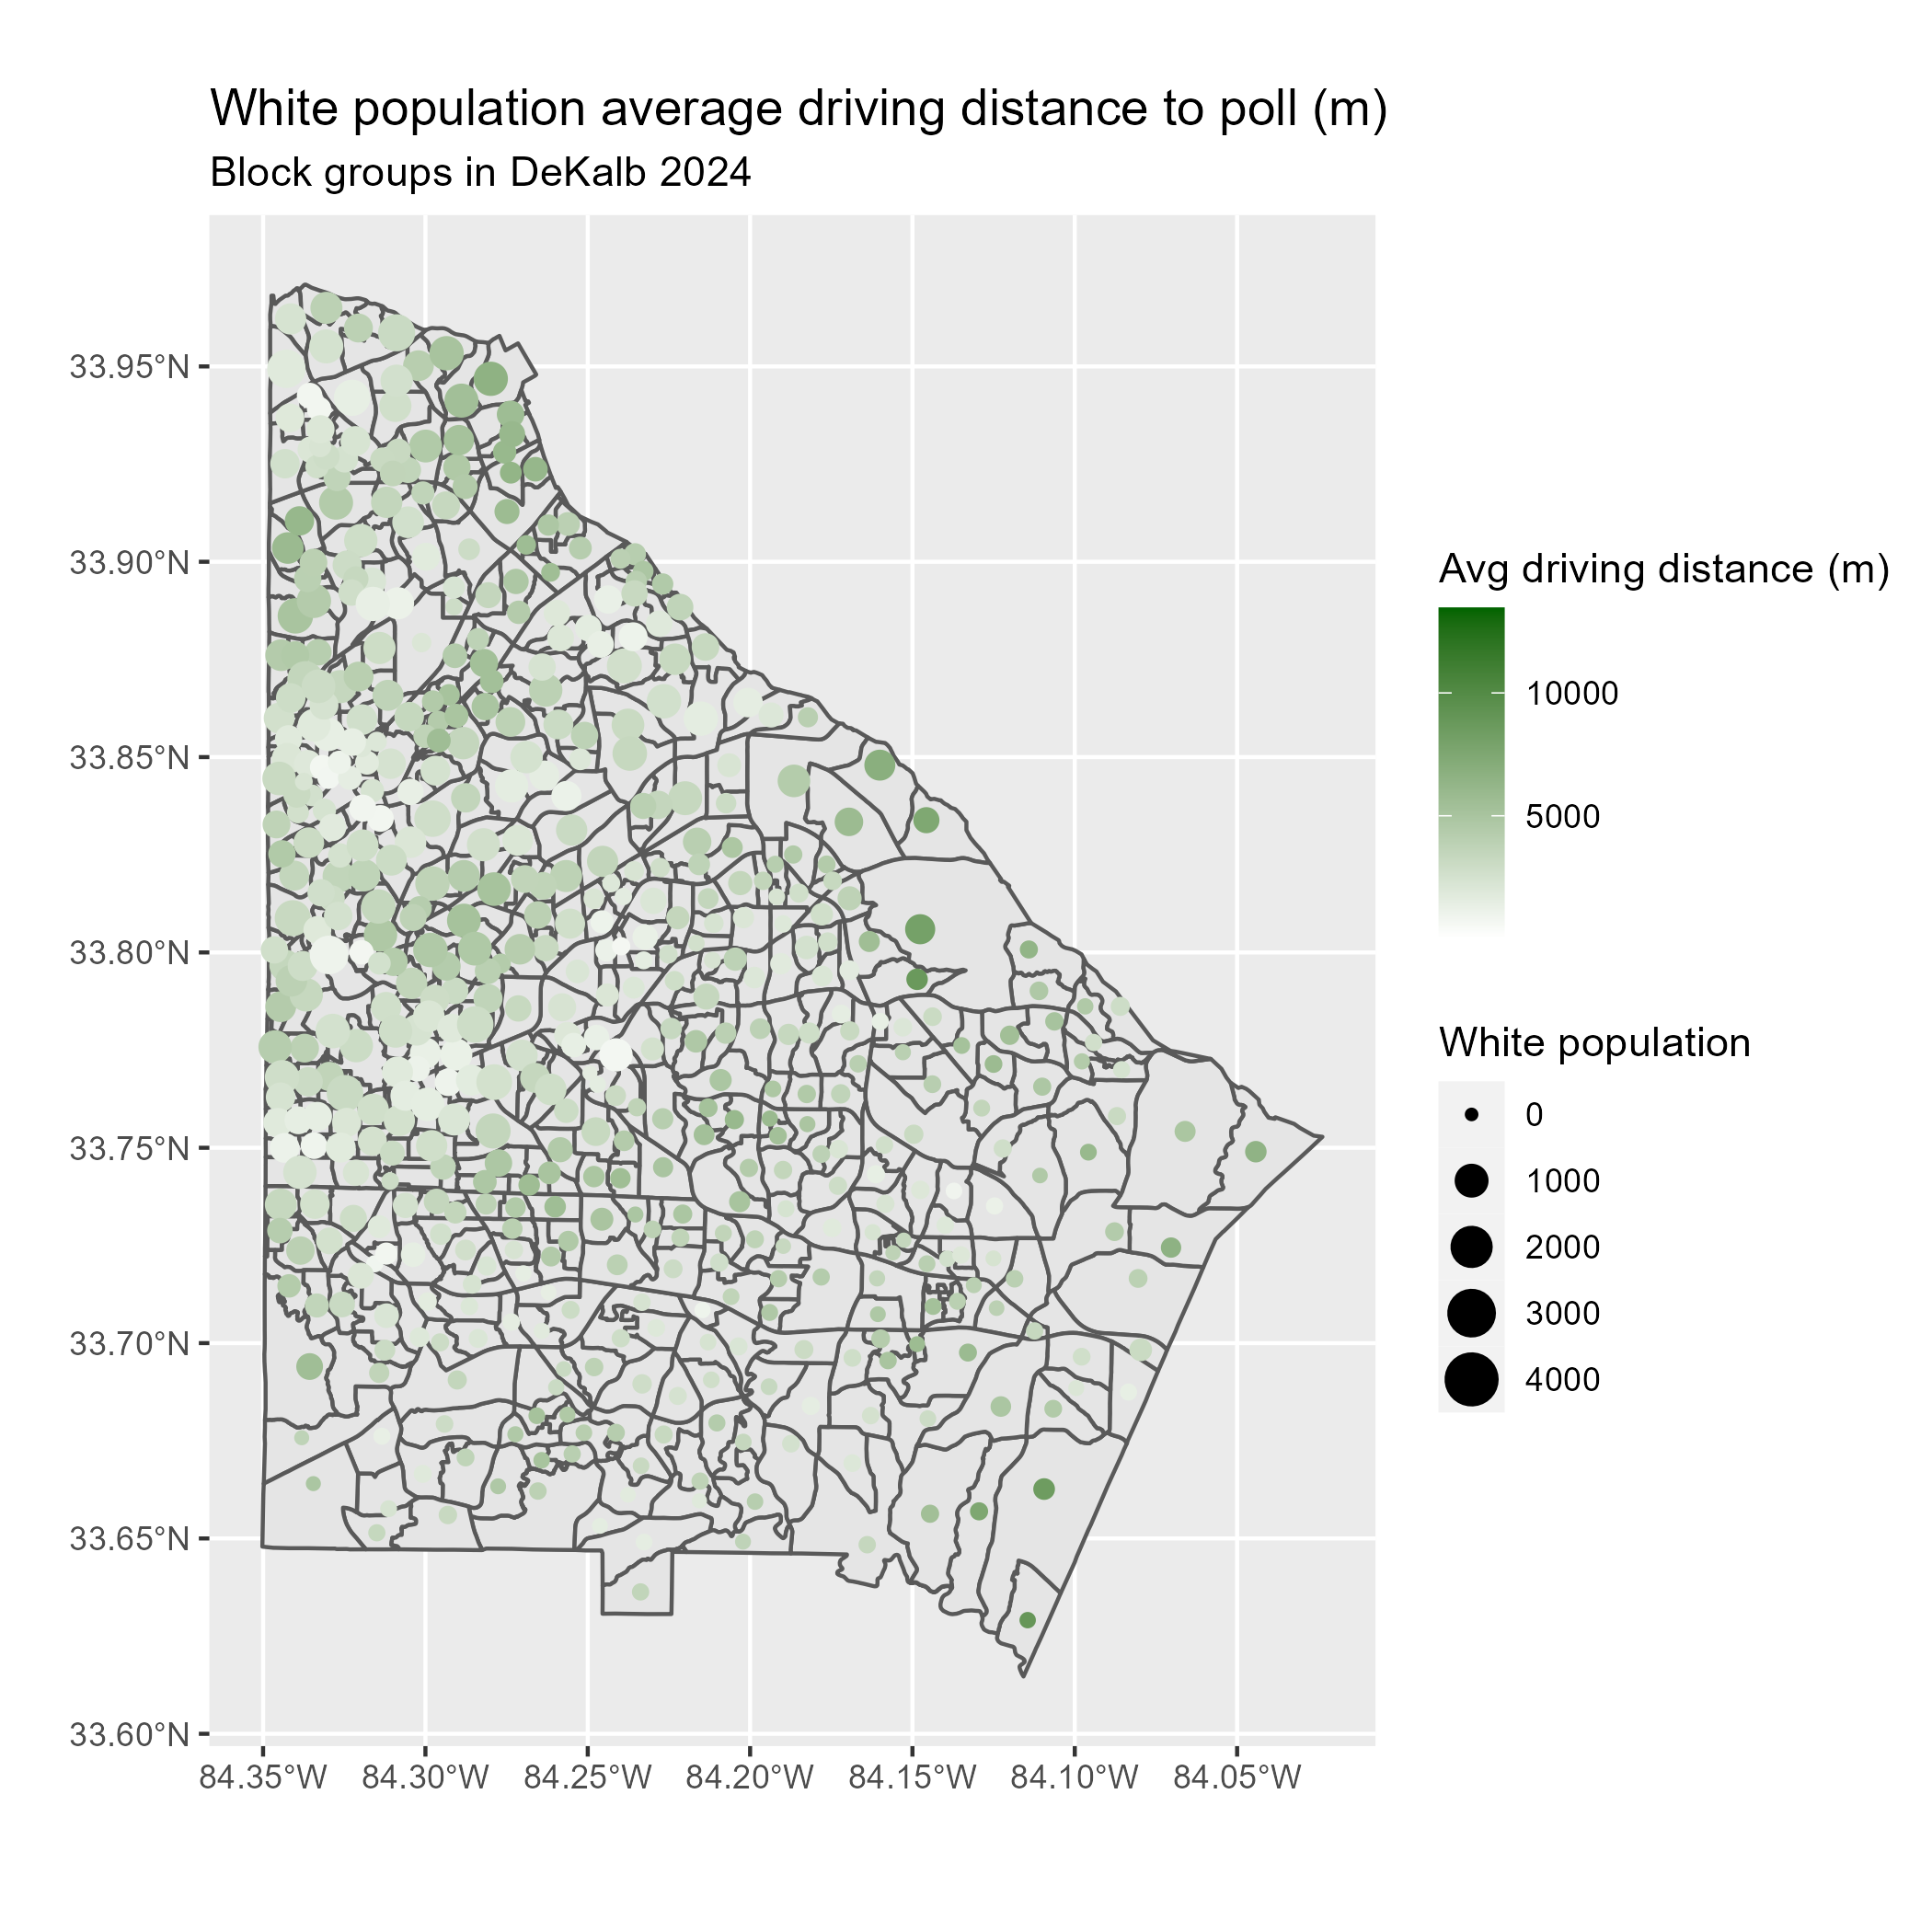 White population average driving distance to poll (m)
Block groups in DeKalb 2024
33.95°N
33.90°N
33.85°N
33.80°N
33.75°N
33.70°N
33.65°N
33.60°N
84.35°W 84.30°W 84.25°W 84.20°W 84.15°W 84.10°W 84.05°W
Avg driving distance (m)
10000
5000
White population
0
1000
2000
3000
4000